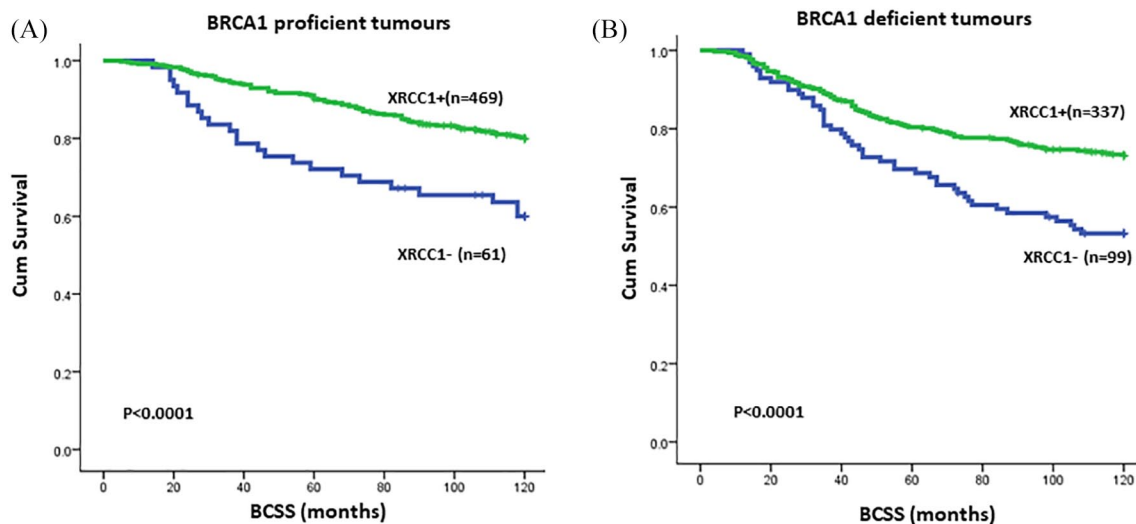 (A)
BRCA1 proficient tumours
Cum Survival
1.0
0.8
0.6
0.4
0.2
0.0
XRCC1+(n=469)
XRCC1- (n=61)
P<0.0001
0 20 40 60 80 100 120
BCSS (months)
(B)
BRCA1 deficient tumours
Cum Survival
1.0
0.8
0.6
0.4
0.2
0.0
XRCC1+(n=337)
XRCC1- (n=99)
P<0.0001
0 20 40 60 80 100 120
BCSS (months)